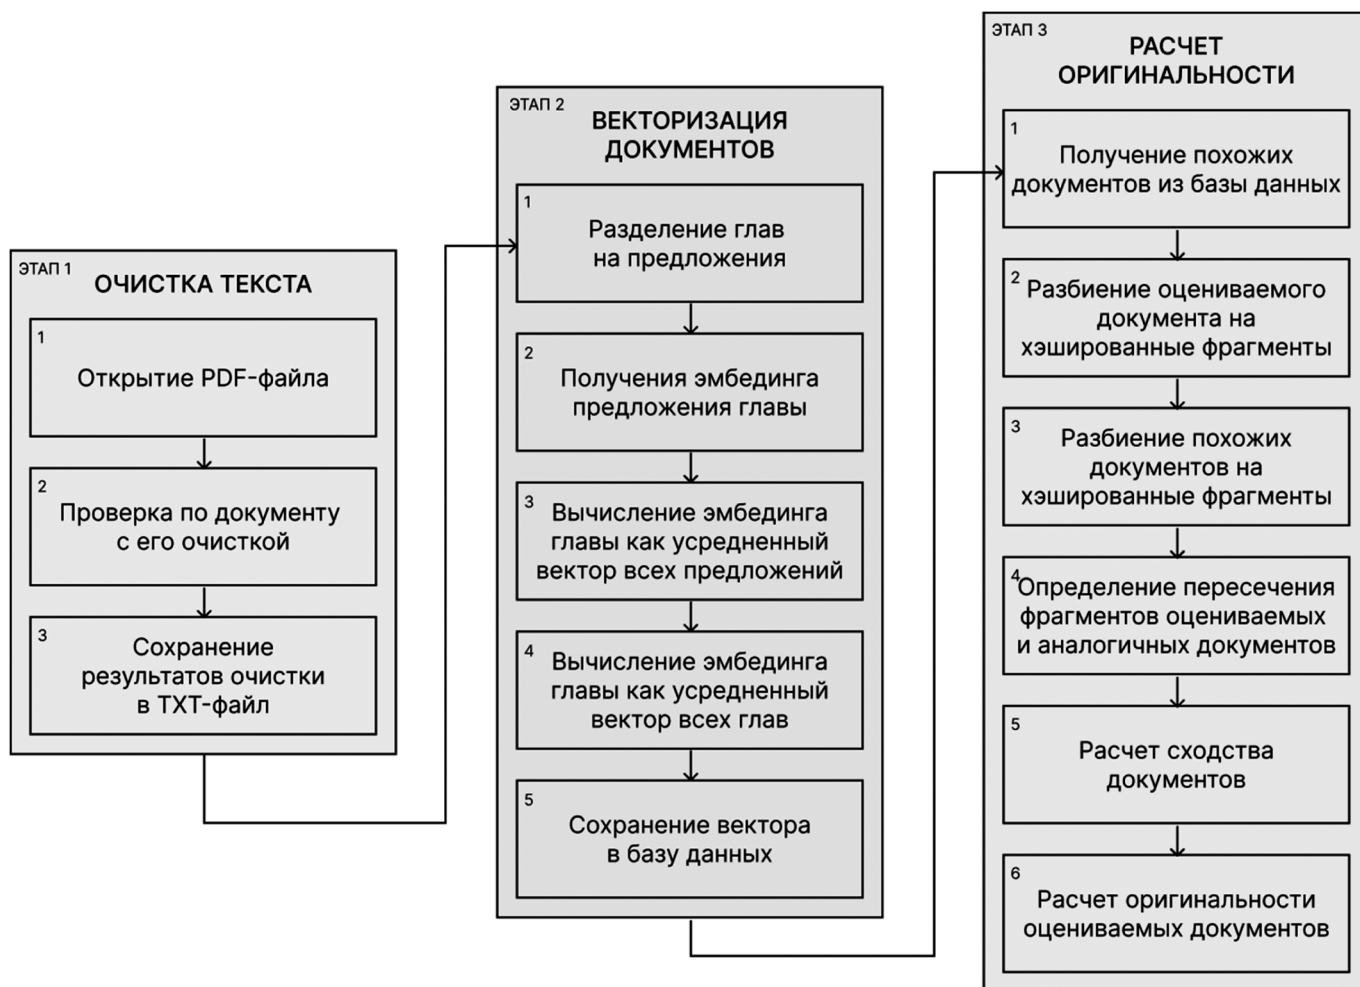 ЭТАП 1
ОЧИСТКА ТЕКСТА
1
Открытие PDF-файла
2
Проверка по документу
с его очисткой
3
Сохранение
результатов очистки
в TXT-файл
ЭТАП 2
ВЕКТОРИЗАЦИЯ
ДОКУМЕНТОВ
1
Разделение глав
на предложения
2
Получения эмбединга
предложения главы
3
Вычисление эмбединга
главы как усредненный
вектор всех предложений
4
Вычисление эмбединга
главы как усредненный
вектор всех глав
5
Сохранение вектора
в базу данных
ЭТАП 3
РАСЧЕТ
ОРИГИНАЛЬНОСТИ
1
Получение похожих
документов из базы данных
2
Разбиение оцениваемого
документа на
хэшированные фрагменты
3
Разбиение похожих
документов на
хэшированные фрагменты
4
Определение пересечения
фрагментов оцениваемых
и аналогичных документов
5
Расчет сходства
документов
6
Расчет оригинальности
оцениваемых документов